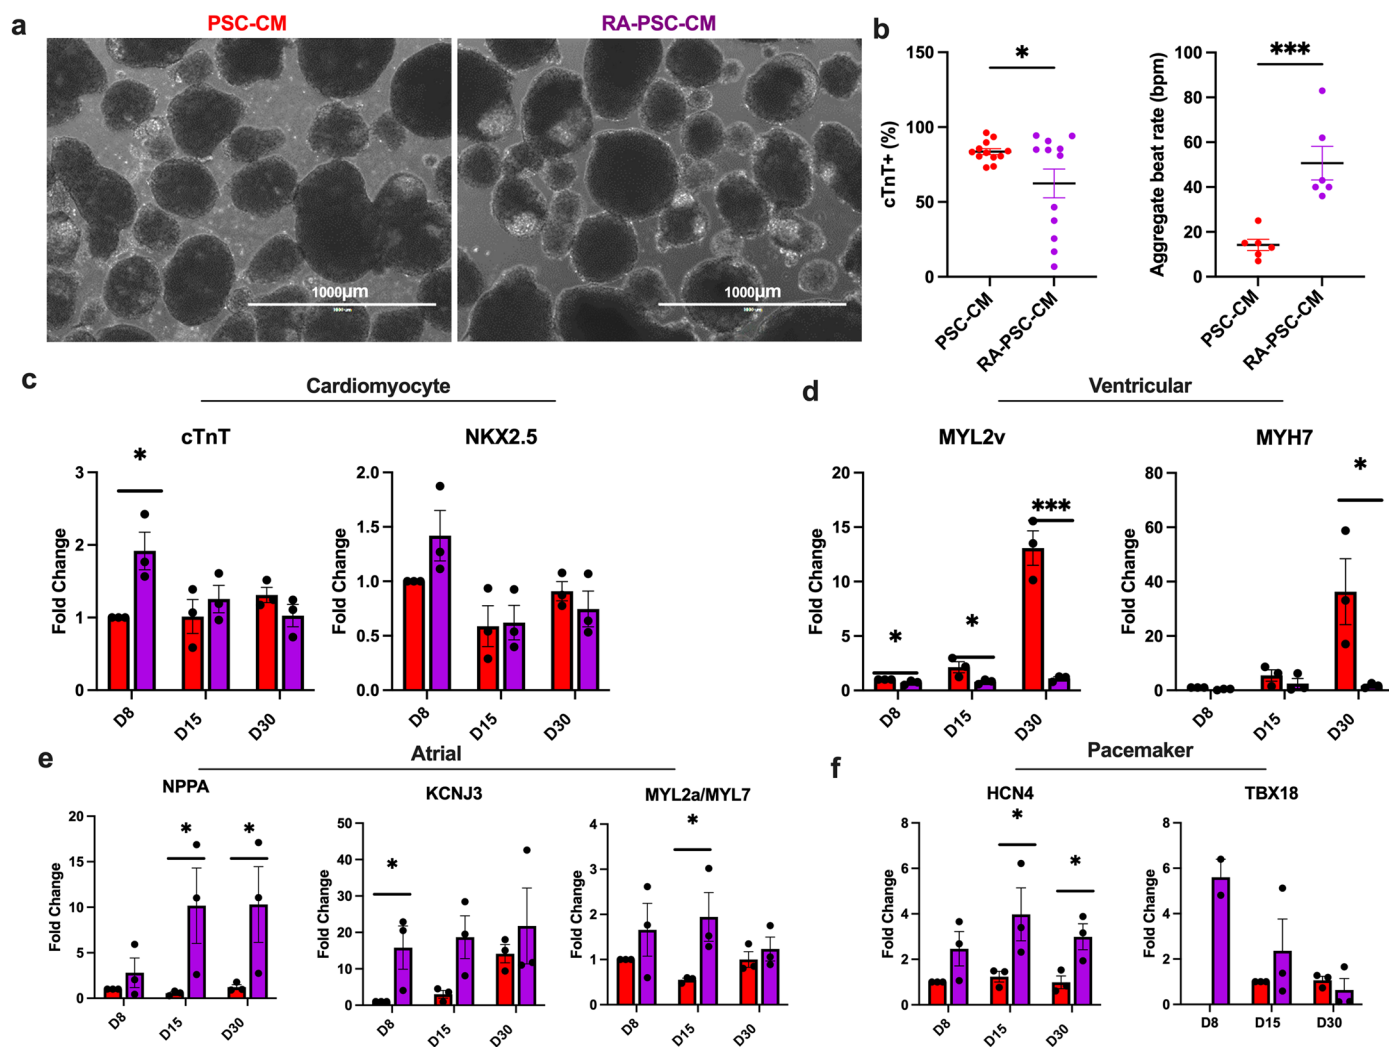 a
PSC-CM
RA-PSC-CM
1000μm
1000μm
b
cTnT+ (%)
150
100
50
0
PSC-CM
RA-PSC-CM
*
Aggregate beat rate (bpm)
100
80
60
40
20
0
PSC-CM
RA-PSC-CM
***
c
Cardiomyocyte
cTnT
Fold Change
3
2
1
0
*
D8
D15
D30
NKX2.5
Fold Change
2.0
1.5
1.0
0.5
0.0
D8
D15
D30
d
Ventricular
MYL2v
Fold Change
20
15
10
5
0
*
*
***
D8
D15
D30
MYH7
Fold Change
80
60
40
20
0
*
D8
D15
D30
e
Atrial
NPPA
Fold Change
20
15
10
5
0
*
*
D8
D15
D30
KCNJ3
Fold Change
50
40
30
20
10
0
*
D8
D15
D30
MYL2a/MYL7
Fold Change
4
3
2
1
0
*
D8
D15
D30
f
Pacemaker
HCN4
Fold Change
8
6
4
2
0
*
*
D8
D15
D30
TBX18
Fold Change
8
6
4
2
0
D8
D15
D30